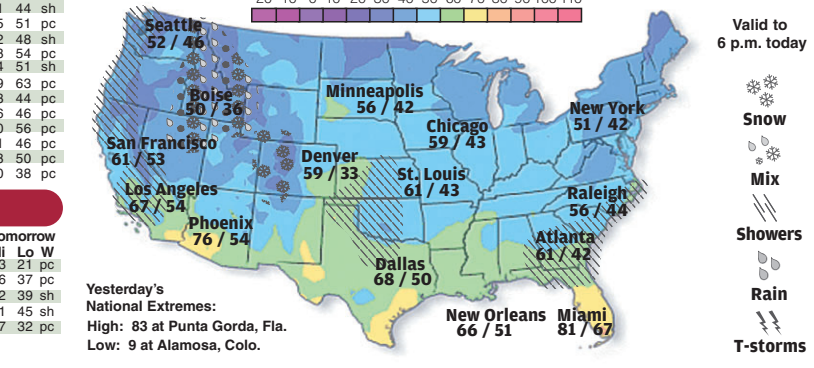 44 sh
51 pc
48 sh
54 pc
51 sh
63 pc
44 pc
46 pc
56 pc
46 pc
50 pc
38 pc
omorrow
Lo W
21 pc
37 pc
39 sh
45 sh
32 pc
Seattle
52 / 46
Boise
50 / 36
Minneapolis
56 / 42
New York
51 / 42
Chicago
59 / 43
San Francisco
61 / 53
Denver
59 / 33
St. Louis
61 / 43
Los Angeles
67 / 54
Raleigh
56 / 44
Phoenix
76 / 54
Atlanta
61 / 42
Dallas
68 / 50
New Orleans
66 / 51
Miami
81 / 67
Yesterday's
National Extremes:
High: 83 at Punta Gorda, Fla.
Low: 9 at Alamosa, Colo.
Valid to
6 p.m. today
Snow
Mix
Showers
Rain
T-storms